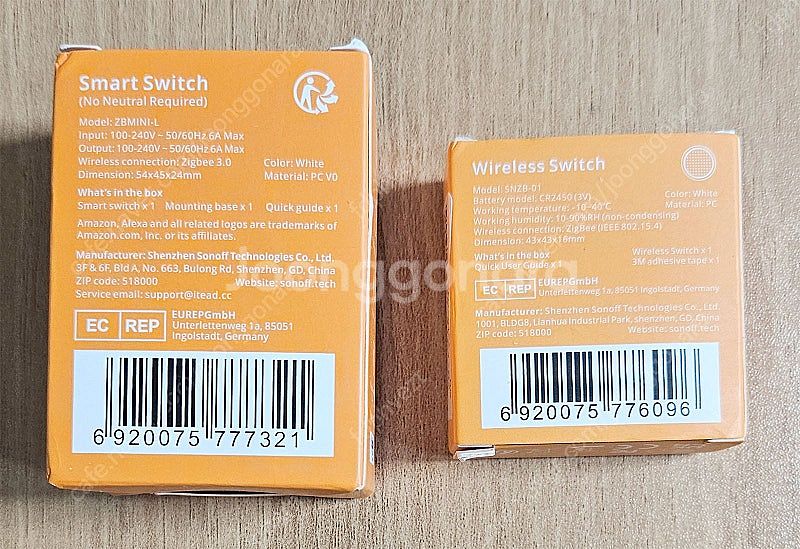 Smart Switch
(No Neutral Required)
Model: ZBMINI-L
Input: 100-240V ~ 50/60Hz 6A Max
Output: 100-240V ~ 50/60Hz 6A Max
Wireless connection: Zigbee 3.0
Color: White
Dimension: 54x45x24mm
Material: PC V0
What's in the box
Smart switch x 1 Mounting base x 1 Quick guide x 1
Amazon, Alexa and all related logos are trademarks of
Amazon.com, Inc. or its affiliates.
Manufacturer: Shenzhen Sonoff Technologies Co., Ltd.
3F & 6F, Bld A, No. 663, Bulong Rd, Shenzhen, GD, China
ZIP code: 518000 Website: sonoff.tech
Service email: support@itead.cc
EC REP
EUREPGmbH
Unterlettenweg 1a, 85051
Ingolstadt, Germany
6 920075 777321
Wireless Switch
Model: SNZB-01
Color: White
Battery model: CR2450 (3V)
Material: PC
Working temperature: -10~40°C
Working humidity: 10-90%RH (non-condensing)
Wireless connection: ZigBee (IEEE 802.15.4)
Dimension: 43x43x16mm
What's in the box
Wireless Switch x 1
Quick User Guide x 1
3M adhesive tape x 1
EC REP
EUREPGmbH
Unterlettenweg 1a, 85051 Ingolstadt, Germany
Manufacturer: Shenzhen Sonoff Technologies Co., Ltd.
1001, BLDG8, Lianhua Industrial Park, shenzhen, GD, China
ZIP code: 518000 Website: sonoff.tech
6 920075 776096
joonggonara